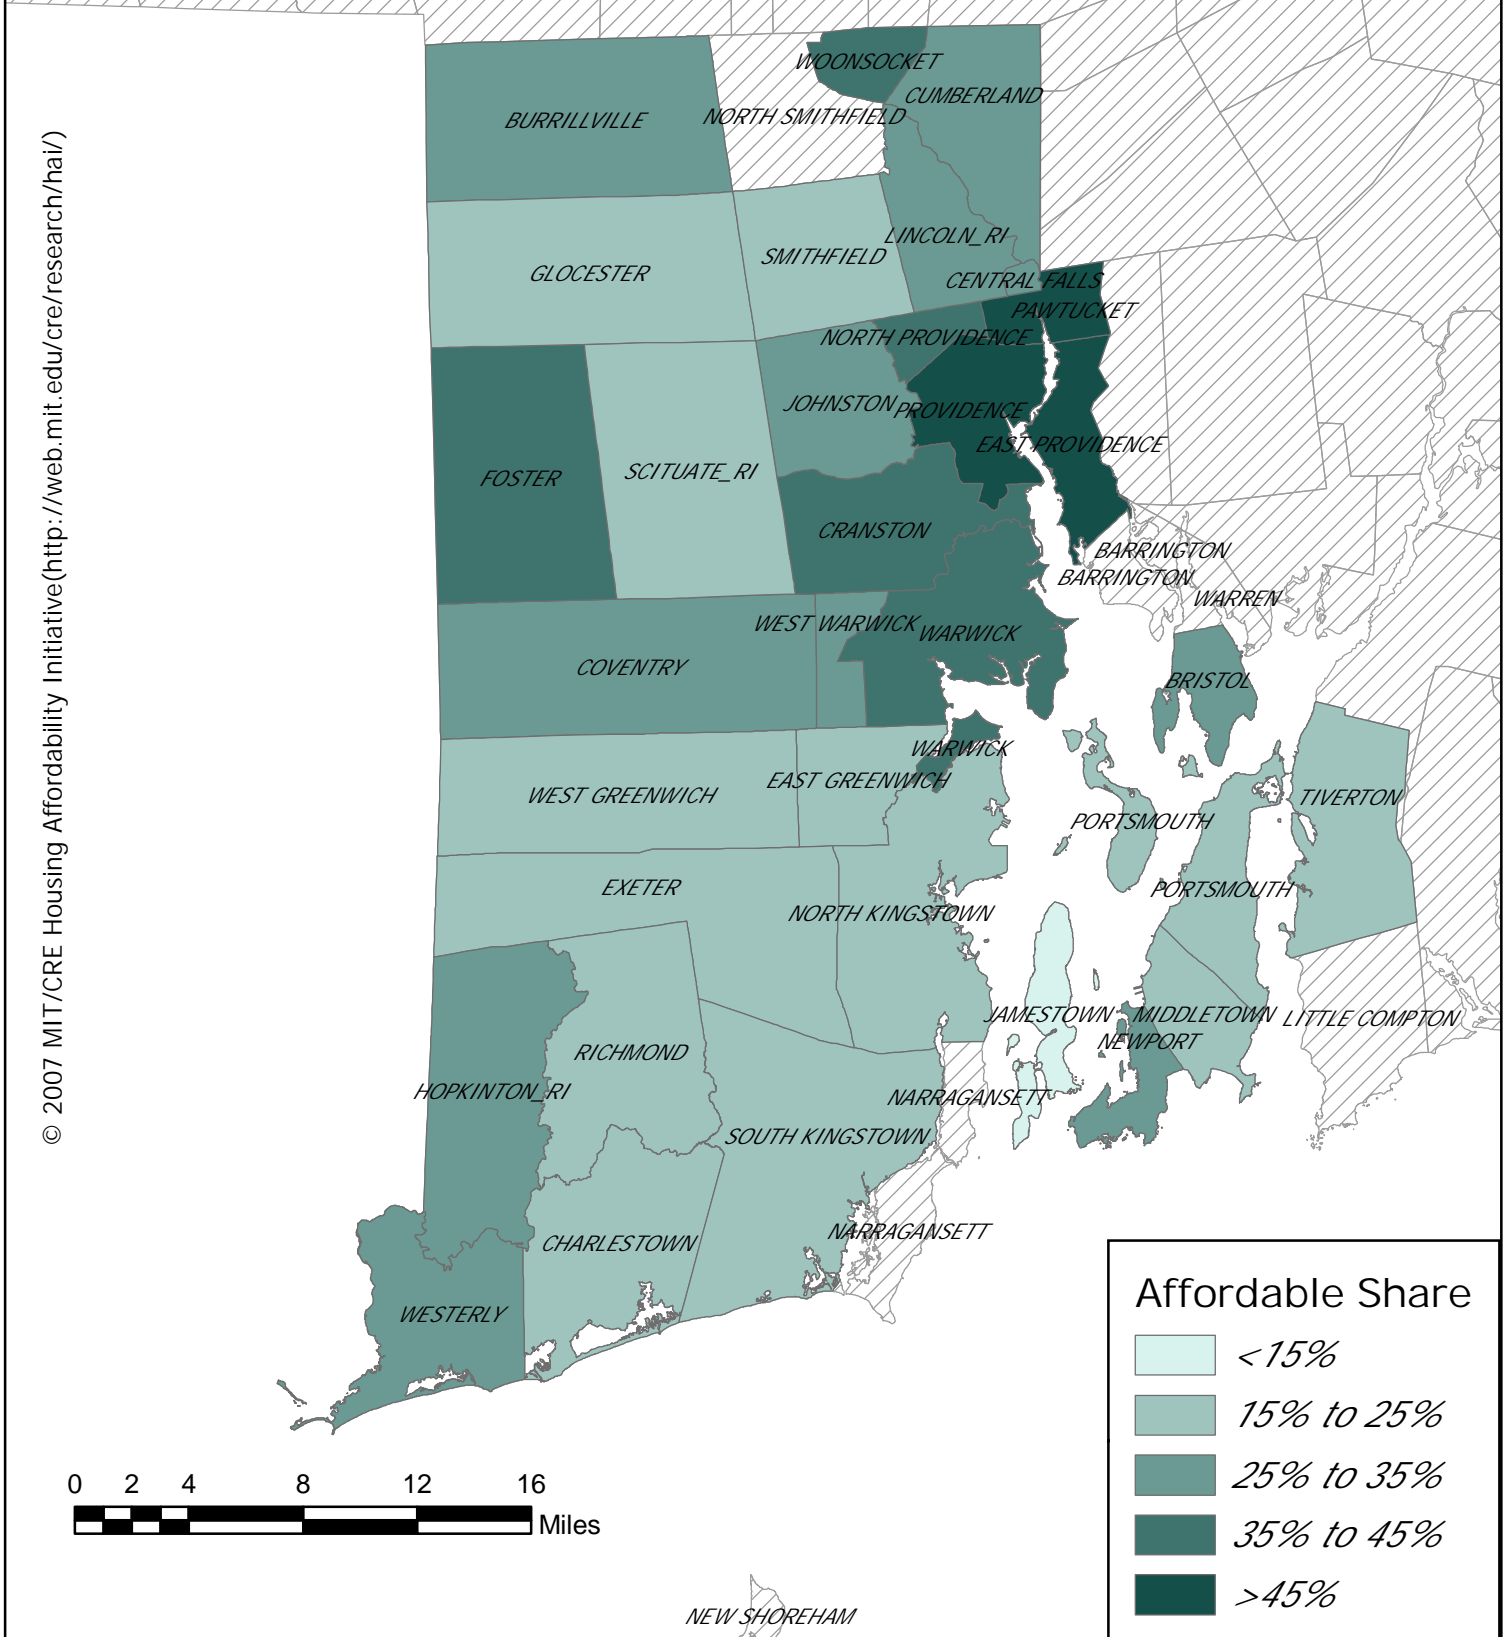 © 2007 MIT/CRE Housing Affordability Initiative(http://web.mit.edu/cre/research/hai/)
WOONSOCKET
CUMBERLAND
BURRILLVILLE
NORTH SMITHFIELD
LINCOLN_RI
SMITHFIELD
GLOCESTER
CENTRAL FALLS
PAWTUCKET
NORTH PROVIDENCE
JOHNSTON
PROVIDENCE
EAST PROVIDENCE
FOSTER
SCITUATE_RI
CRANSTON
BARRINGTON
BARRINGTON
WARREN
WEST WARWICK
WARWICK
COVENTRY
BRISTOL
WARWICK
EAST GREENWICH
WEST GREENWICH
TIVERTON
PORTSMOUTH
EXETER
PORTSMOUTH
NORTH KINGSTOWN
JAMESTOWN
MIDDLETOWN
LITTLE COMPTON
NEWPORT
RICHMOND
HOPKINTON_RI
NARRAGANSETT
SOUTH KINGSTOWN
NARRAGANSETT
CHARLESTOWN
WESTERLY
Affordable Share
<15%
15% to 25%
25% to 35%
35% to 45%
>45%
0 2 4 8 12 16
Miles
NEW SHOREHAM